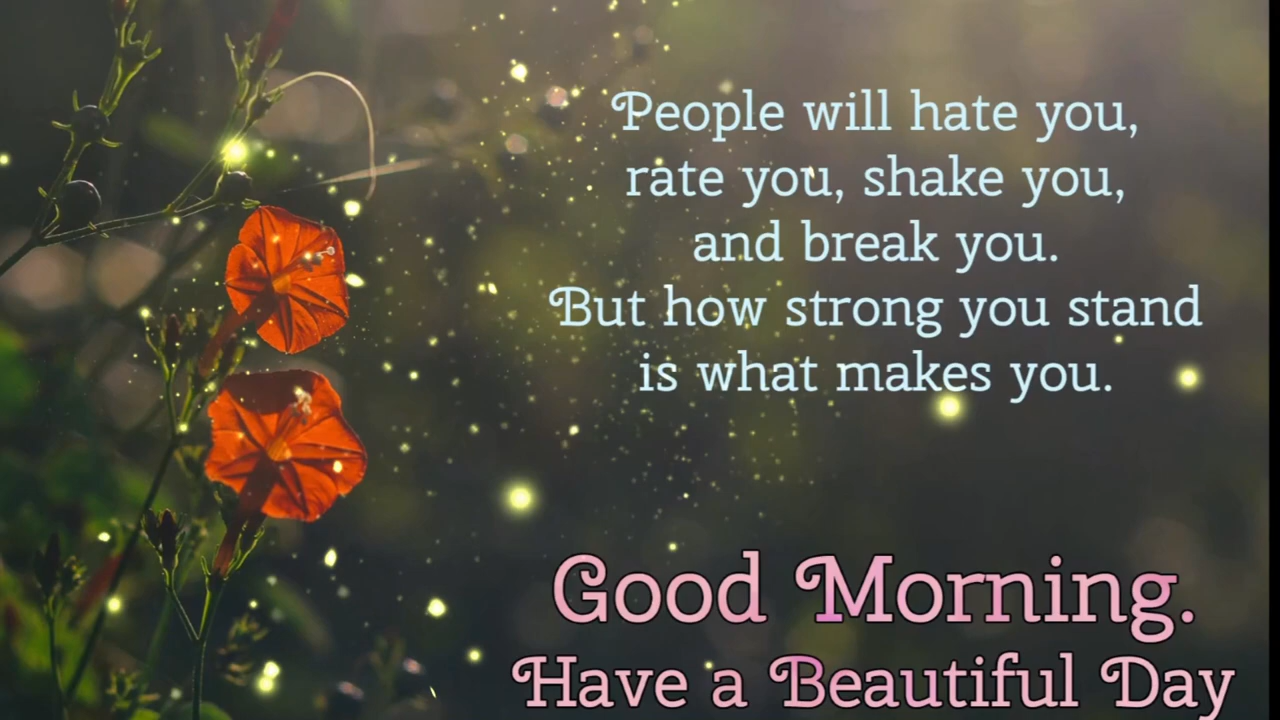 People will hate you,
rate you, shake you,
and break you.
But how strong you stand
is what makes you.
Good Morning.
Have a Beautiful Day